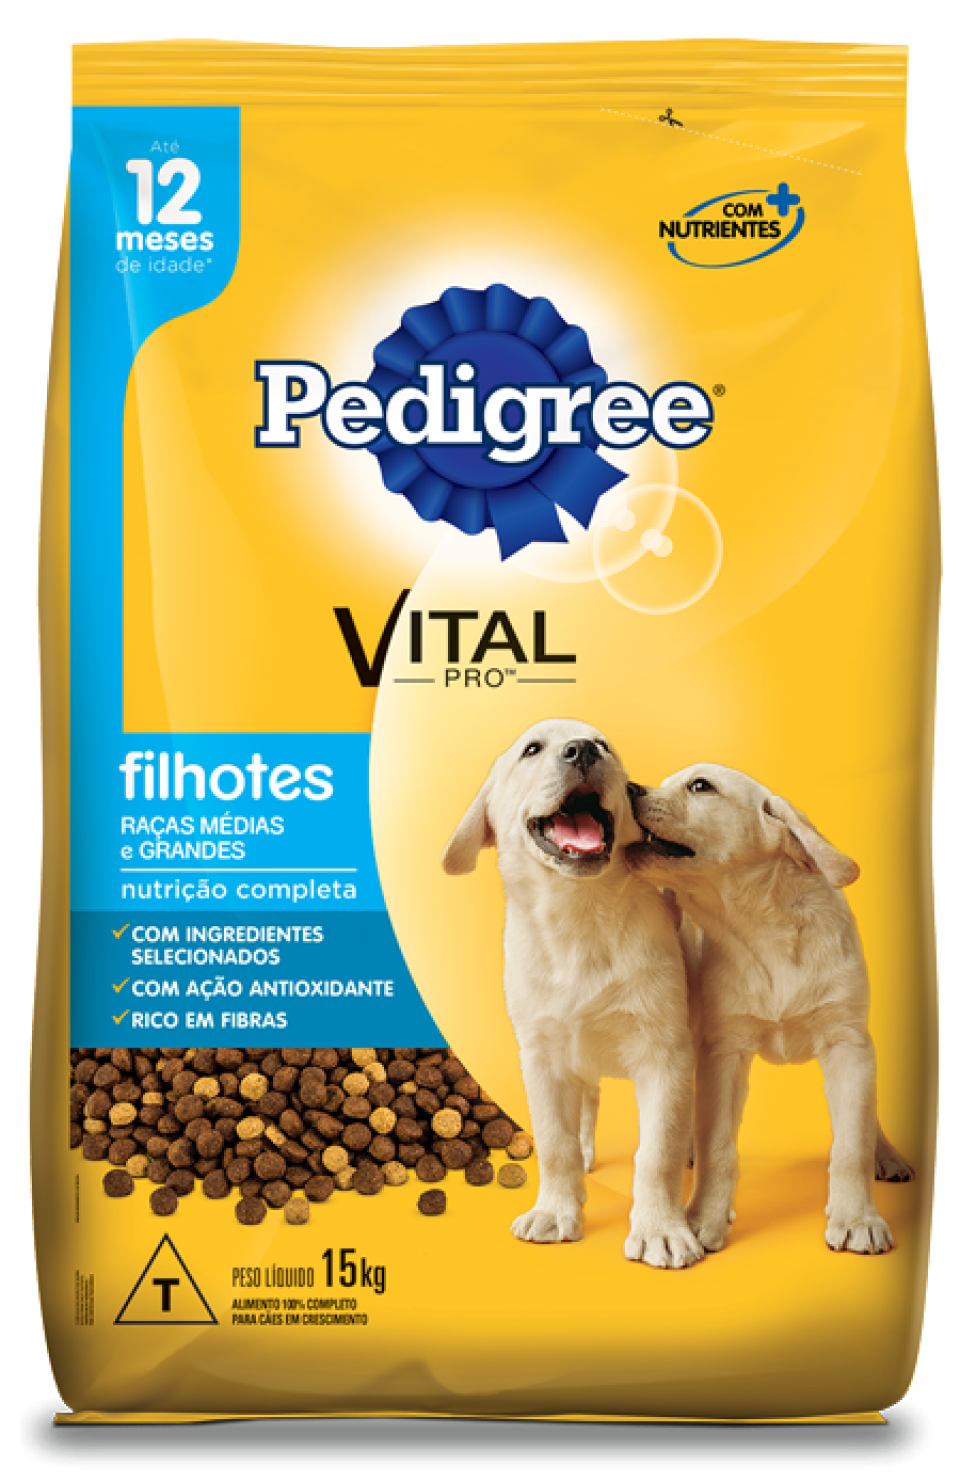 Até
12
meses
de idade*
COM
NUTRIENTES
Pedigree®
VITAL
PRO™
filhotes
RAÇAS MÉDIAS
e GRANDES
nutrição completa
COM INGREDIENTES
SELECIONADOS
COM AÇÃO ANTIOXIDANTE
RICO EM FIBRAS
T
PESO LÍQUIDO 15kg
ALIMENTO 100% COMPLETO
PARA CÃES EM CRESCIMENTO